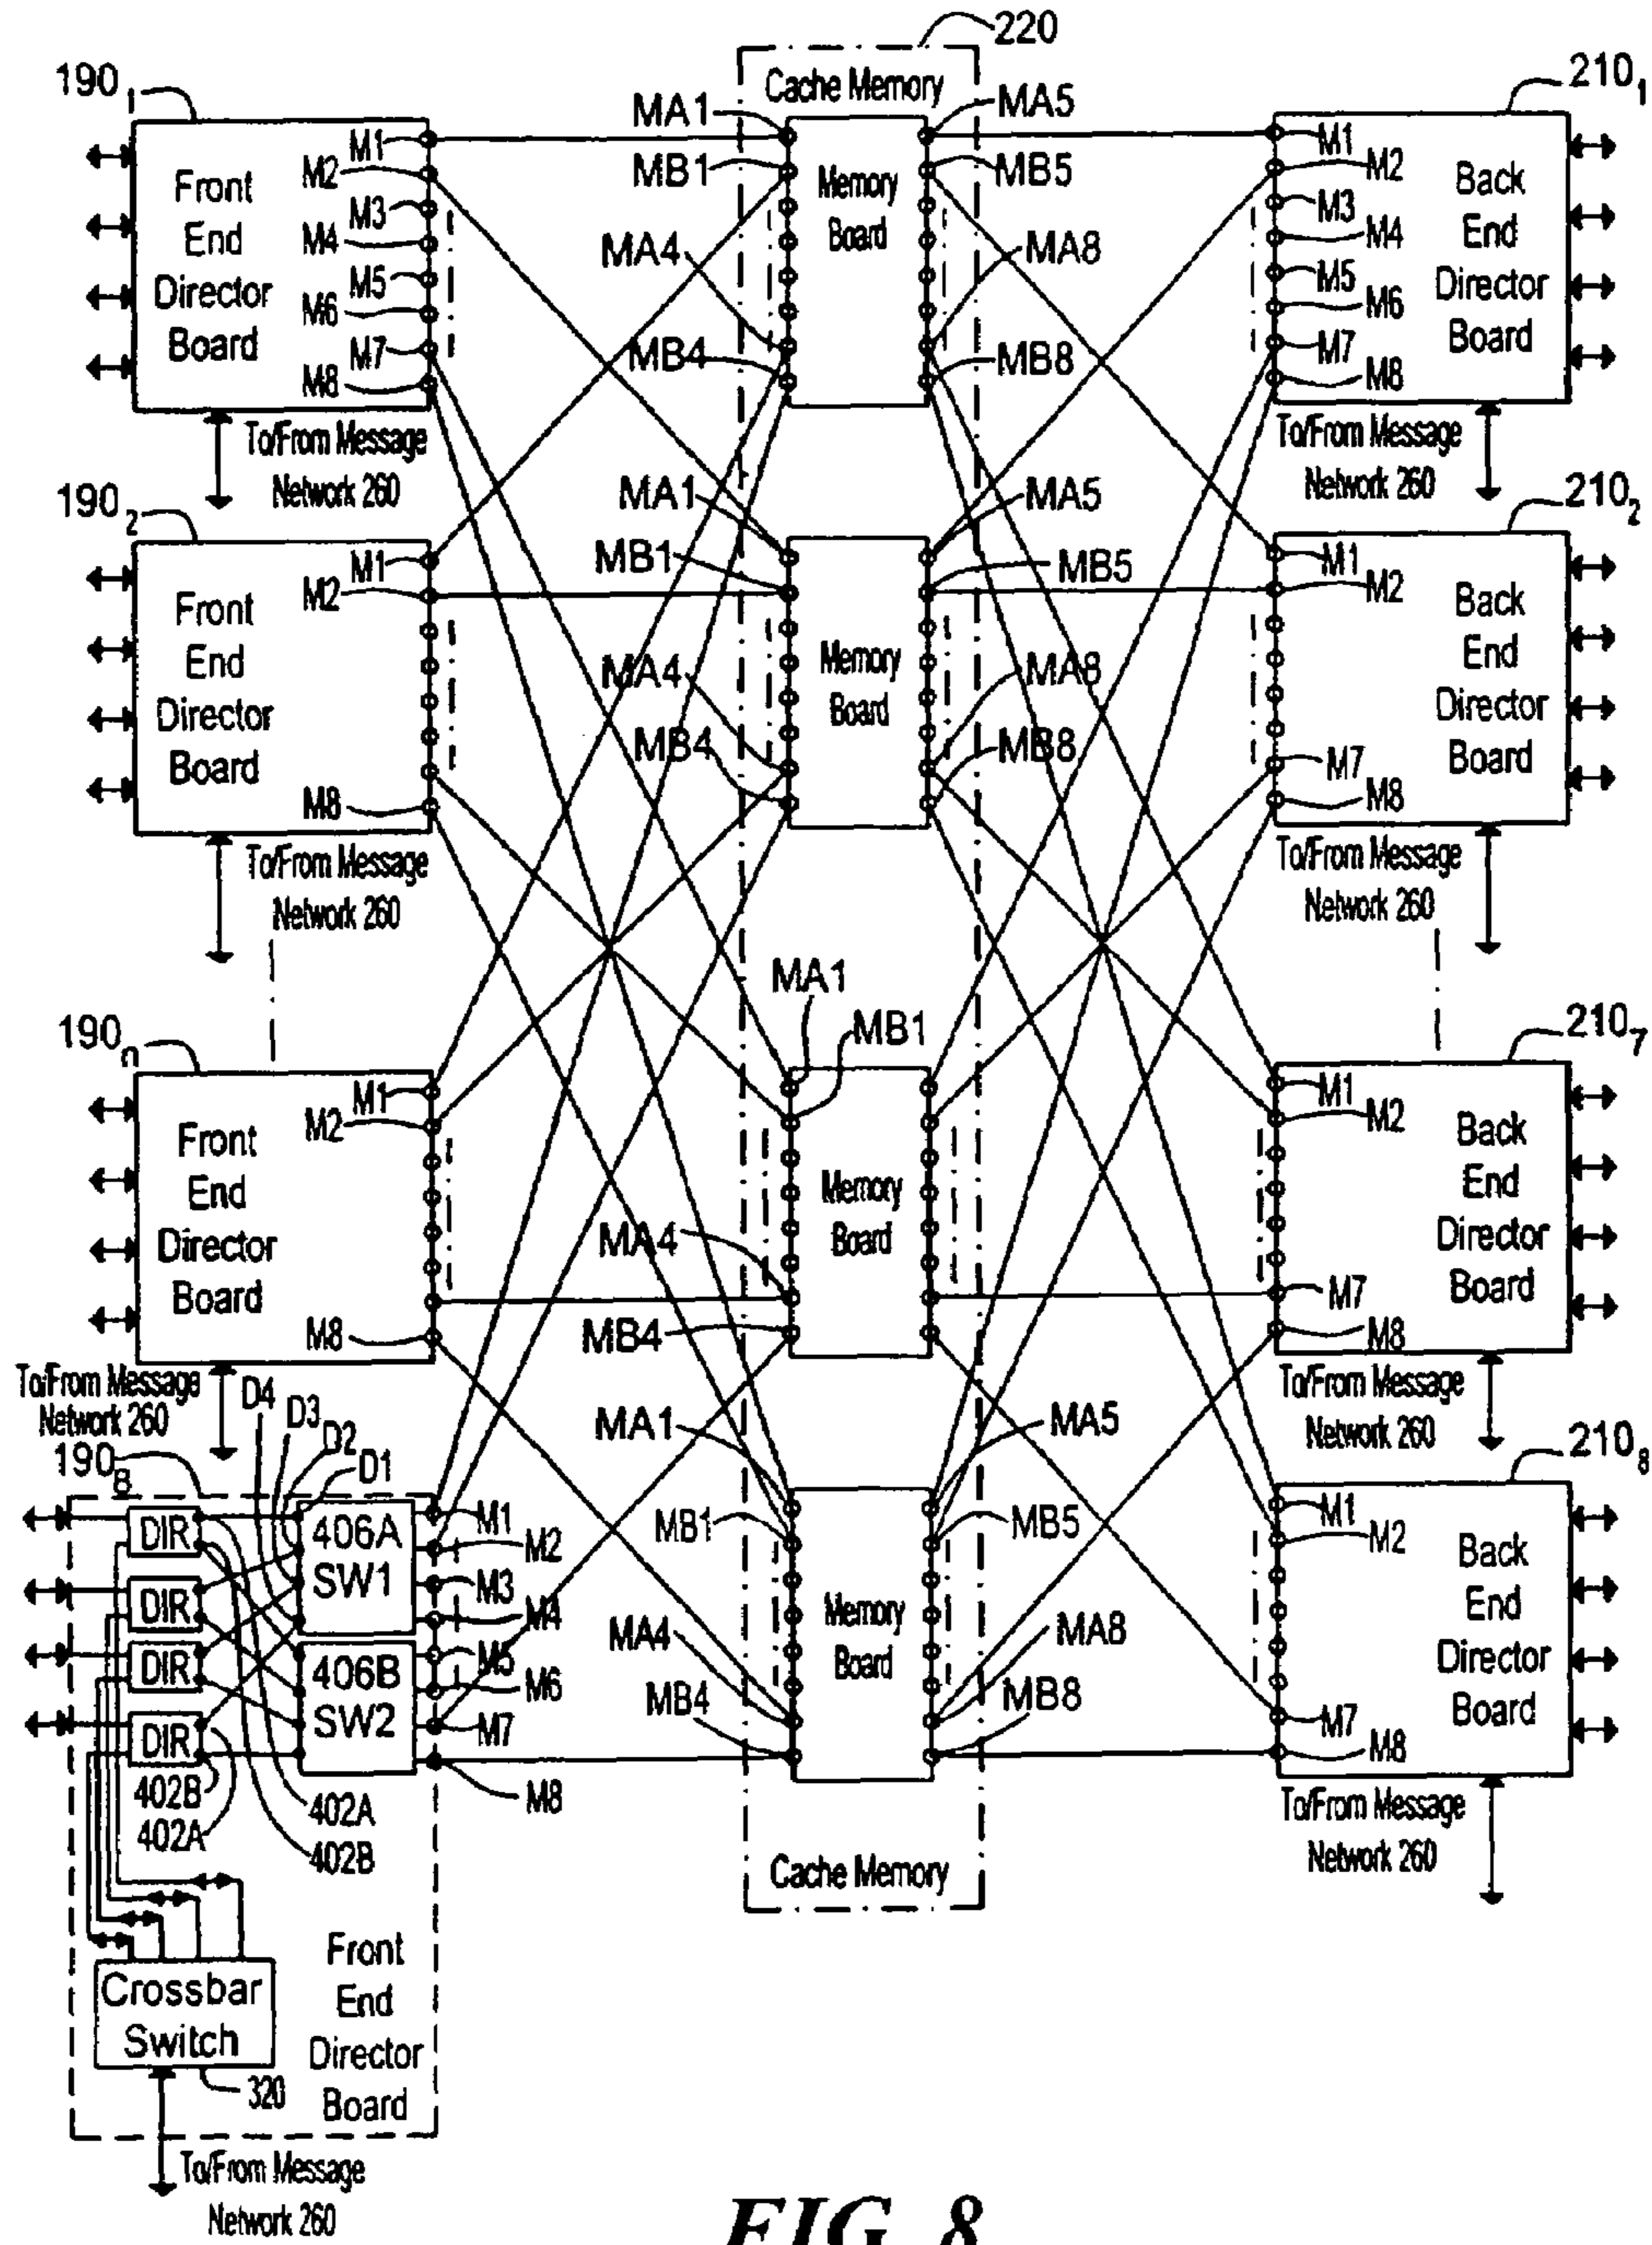 220
Cache Memory
190 1
Front
End
Director
Board
M1
M2
M3
M4
M5
M6
M7
M8
To/From Message
Network 260
MA1
MB1
MA4
MB4
Memory
Board
MA5
MB5
MA8
MB8
210 1
M1
M2
M3
M4
M5
M6
M7
M8
Back
End
Director
Board
To/From Message
Network 260
190 2
Front
End
Director
Board
M1
M2
M8
To/From Message
Network 260
MA1
MB1
MA4
MB4
Memory
Board
MA5
MB5
MA8
MB8
210 2
M1
M2
M7
M8
Back
End
Director
Board
To/From Message
Network 260
190 n
Front
End
Director
Board
M1
M2
M8
To/From Message
Network 260
MA1
MB1
MA4
MB4
Memory
Board
210 7
M1
M2
M7
M8
Back
End
Director
Board
To/From Message
Network 260
190 8
D4
D3
D2
D1
DIR
DIR
DIR
DIR
406A
SW1
406B
SW2
M1
M2
M3
M4
M5
M6
M7
M8
402B
402A
402A
402B
Crossbar
Switch
320
Front
End
Director
Board
To/From Message
Network 260
MA1
MB1
MA4
MB4
Memory
Board
MA5
MB5
MA8
MB8
Cache Memory
210 8
M1
M2
M7
M8
Back
End
Director
Board
To/From Message
Network 260
FIG. 8